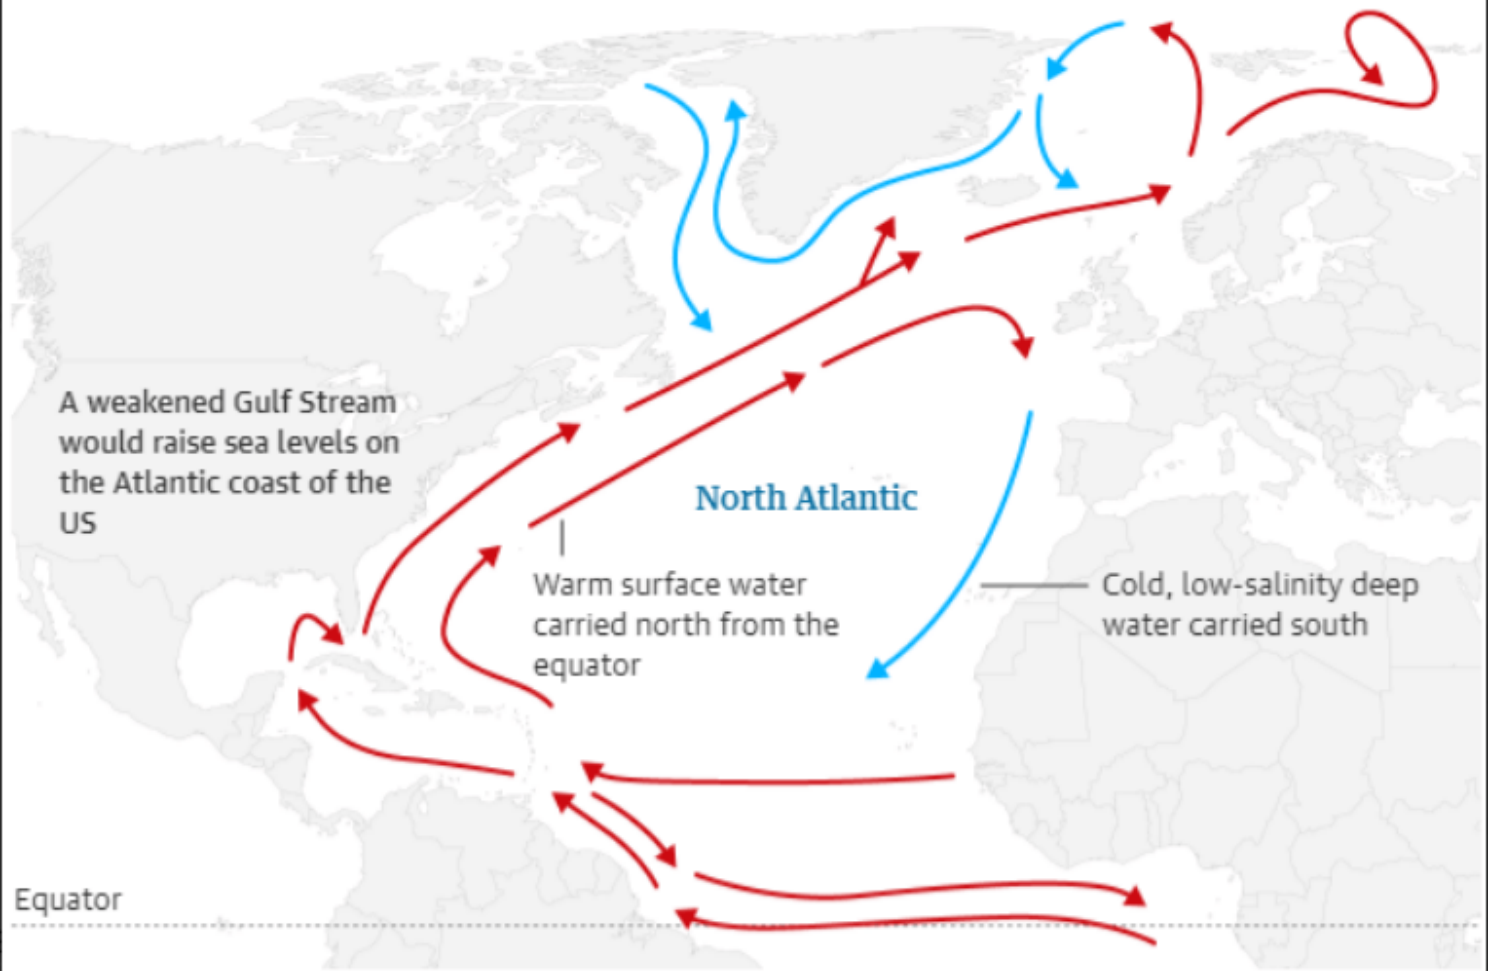 A weakened Gulf Stream
would raise sea levels on
the Atlantic coast of the
US
North Atlantic
Warm surface water
carried north from the
equator
Cold, low-salinity deep
water carried south
Equator